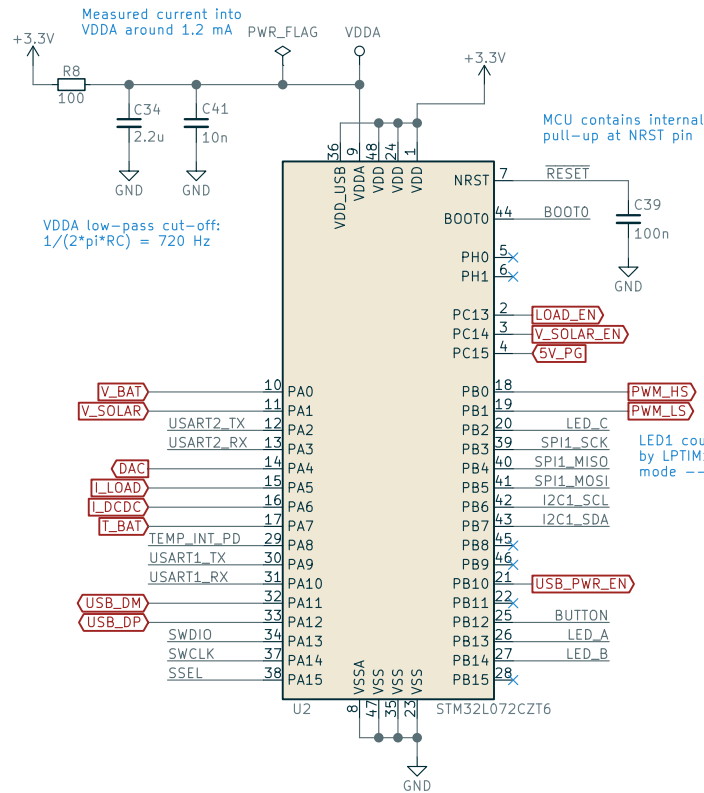 Measured current into
VDDA around 1.2 mA
+3.3V
PWR_FLAG
VDDA
+3.3V
R8
100
C34
2.2u
C41
10n
GND
GND
VDDA low-pass cut-off:
1/(2*pi*RC) = 720 Hz
MCU contains internal
pull-up at NRST pin
36
9
48
24
1
VDD_USB
VDDA
VDD
VDD
VDD
NRST
7
RESET
C39
100n
GND
BOOT0
44
BOOT0
PH0
5
PH1
6
PC13
2
LOAD_EN
PC14
3
V_SOLAR_EN
PC15
4
5V_PG
V_BAT
10
PA0
PB0
18
PWM_HS
V_SOLAR
11
PA1
PB1
19
PWM_LS
USART2_TX
12
PA2
PB2
20
LED_C
USART2_RX
13
PA3
PB3
39
SPI1_SCK
DAC
14
PA4
PB4
40
SPI1_MISO
I_LOAD
15
PA5
PB5
41
SPI1_MOSI
I_DCDC
16
PA6
PB6
42
I2C1_SCL
T_BAT
17
PA7
PB7
43
I2C1_SDA
LED1 cou
by LPTIM
mode --
TEMP_INT_PD
29
PA8
PB8
45
USART1_TX
30
PA9
PB9
46
USART1_RX
31
PA10
PB10
21
USB_PWR_EN
USB_DM
32
PA11
PB11
22
USB_DP
33
PA12
PB12
25
BUTTON
SWDIO
34
PA13
PB13
26
LED_A
SWCLK
37
PA14
PB14
27
LED_B
SSEL
38
PA15
PB15
28
VSSA
VSS
VSS
VSS
U2
8
47
35
23
STM32L072CZT6
GND